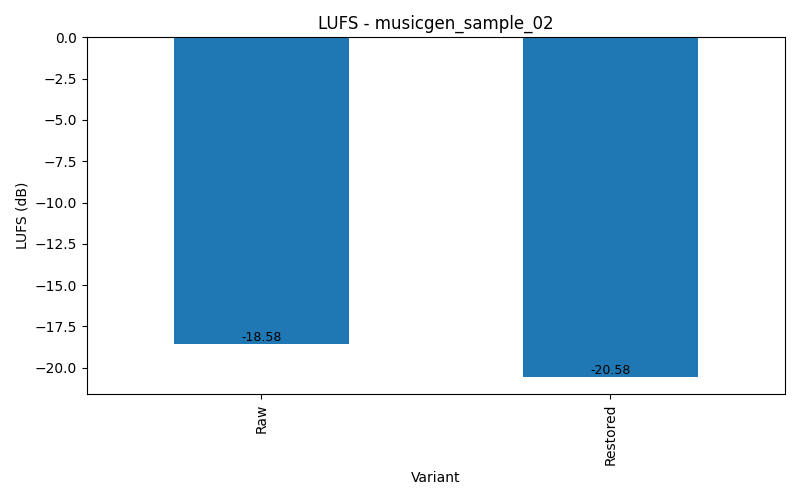 LUFS - musicgen_sample_02
0.0
−2.5
−5.0
−7.5
−10.0
−12.5
−15.0
−17.5
−20.0
LUFS (dB)
-18.58
-20.58
Raw
Restored
Variant